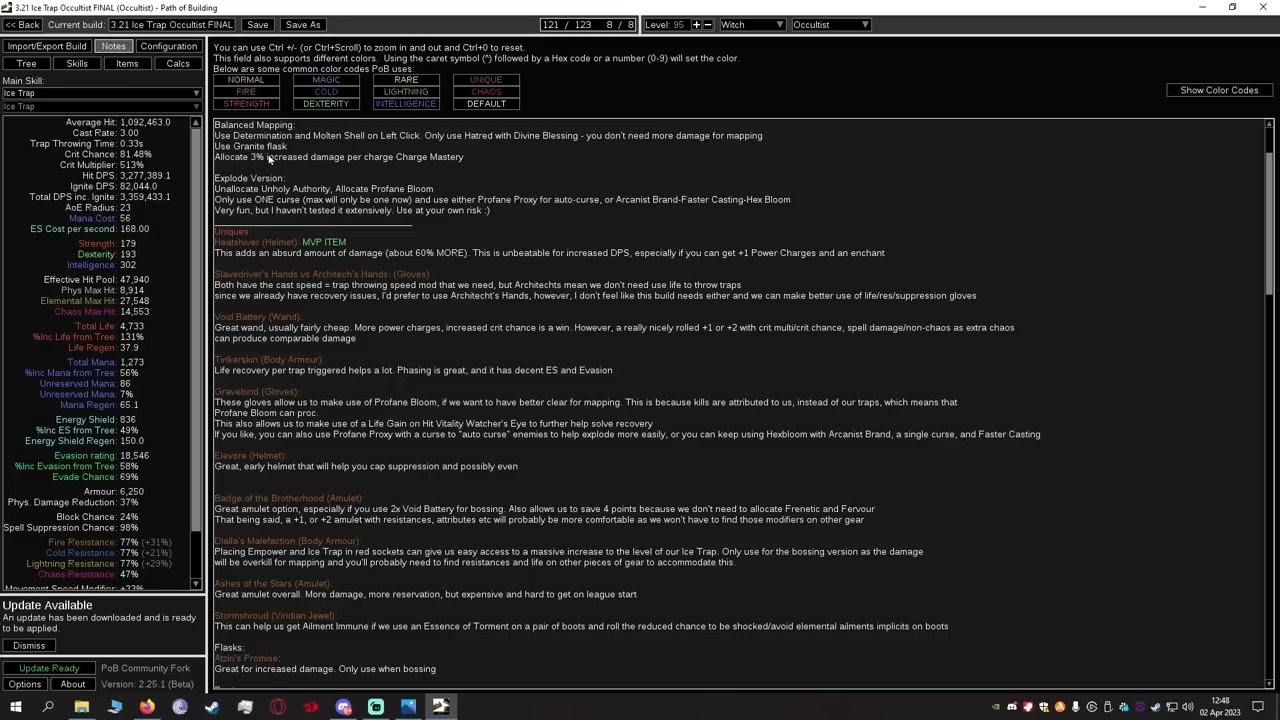 3.21 Ice Trap Occultist FINAL (Occultist) - Path of Building
<< Back Current build: 3.21 Ice Trap Occultist FINAL Save Save As 121 / 123 8 / 8 Level: 95 + - Witch Occultist
Import/Export Build Notes Configuration
Tree Skills Items Calcs
Main Skill:
Ice Trap
Ice Trap
Average Hit: 1,092,463.0
Cast Rate: 3.00
Trap Throwing Time: 0.33s
Crit Chance: 81.48%
Crit Multiplier: 513%
Hit DPS: 3,277,389.1
Ignite DPS: 82,044.0
Total DPS inc. Ignite: 3,359,433.1
AoE Radius: 23
Mana Cost: 56
ES Cost per second: 168.00
Strength: 179
Dexterity: 193
Intelligence: 302
Effective Hit Pool: 47,940
Phys Max Hit: 8,914
Elemental Max Hit: 27,548
Chaos Max Hit: 14,553
Total Life: 4,733
%Inc Life from Tree: 131%
Life Regen: 37.9
Total Mana: 1,273
%Inc Mana from Tree: 56%
Unreserved Mana: 86
Unreserved Mana: 7%
Mana Regen: 65.1
Energy Shield: 836
%Inc ES from Tree: 49%
Energy Shield Regen: 150.0
Evasion rating: 18,546
%Inc Evasion from Tree: 58%
Evade Chance: 69%
Armour: 6,250
Phys. Damage Reduction: 37%
Block Chance: 24%
Spell Suppression Chance: 98%
Fire Resistance: 77% (+31%)
Cold Resistance: 77% (+21%)
Lightning Resistance: 77% (+29%)
Chaos Resistance: 47%
Movement Speed Modifier: +33%
Update Available
An update has been downloaded and is ready
to be applied.
Dismiss
Update Ready PoB Community Fork
Options About Version: 2.25.1 (Beta)
You can use Ctrl +/- (or Ctrl+Scroll) to zoom in and out and Ctrl+0 to reset.
This field also supports different colors. Using the caret symbol (^) followed by a Hex code or a number (0-9) will set the color.
Below are some common color codes PoB uses:
NORMAL MAGIC RARE UNIQUE
FIRE COLD LIGHTNING CHAOS
STRENGTH DEXTERITY INTELLIGENCE DEFAULT
Show Color Codes
Balanced Mapping:
Use Determination and Molten Shell on Left Click. Only use Hatred with Divine Blessing - you don't need more damage for mapping
Use Granite flask
Allocate 3% increased damage per charge Charge Mastery
Explode Version:
Unallocate Unholy Authority, Allocate Profane Bloom
Only use ONE curse (max will only be one now) and use either Profane Proxy for auto-curse, or Arcanist Brand-Faster Casting-Hex Bloom
Very fun, but I haven't tested it extensively. Use at your own risk :)
Uniques:
Heatshiver (Helmet): MVP ITEM
This adds an absurd amount of damage (about 60% MORE). This is unbeatable for increased DPS, especially if you can get +1 Power Charges and an enchant
Slavedriver's Hands vs Architech's Hands: (Gloves)
Both have the cast speed = trap throwing speed mod that we need, but Architechts mean we don't need use life to throw traps
since we already have recovery issues, I'd prefer to use Architecht's Hands, however, I don't feel like this build needs either and we can make better use of life/res/suppression gloves
Void Battery (Wand):
Great wand, usually fairly cheap. More power charges, increased crit chance is a win. However, a really nicely rolled +1 or +2 with crit multi/crit chance, spell damage/non-chaos as extra chaos
can produce comparable damage
Tinkerskin (Body Armour):
Life recovery per trap triggered helps a lot. Phasing is great, and it has decent ES and Evasion
Gravebind (Gloves):
These gloves allow us to make use of Profane Bloom, if we want to have better clear for mapping. This is because kills are attributed to us, instead of our traps, which means that
Profane Bloom can proc.
This also allows us to make use of a Life Gain on Hit Vitality Watcher's Eye to further help solve recovery
If you like, you can also use Profane Proxy with a curse to "auto curse" enemies to help explode more easily, or you can keep using Hexbloom with Arcanist Brand, a single curse, and Faster Casting
Elevore (Helmet):
Great, early helmet that will help you cap suppression and possibly even
Badge of the Brotherhood (Amulet):
Great amulet option, especially if you use 2x Void Battery for bossing. Also allows us to save 4 points because we don't need to allocate Frenetic and Fervour
That being said, a +1, or +2 amulet with resistances, attributes etc will probably be more comfortable as we won't have to find those modifiers on other gear
Dialla's Malefaction (Body Armour):
Placing Empower and Ice Trap in red sockets can give us easy access to a massive increase to the level of our Ice Trap. Only use for the bossing version as the damage
will be overkill for mapping and you'll probably need to find resistances and life on other pieces of gear to accommodate this.
Ashes of the Stars (Amulet):
Great amulet overall. More damage, more reservation, but expensive and hard to get on league start
Stormshroud (Viridian Jewel):
This can help us get Ailment Immune if we use an Essence of Torment on a pair of boots and roll the reduced chance to be shocked/avoid elemental ailments implicits on boots
Flasks:
Atziri's Promise:
Great for increased damage. Only use when bossing
12:48
02 Apr 2023